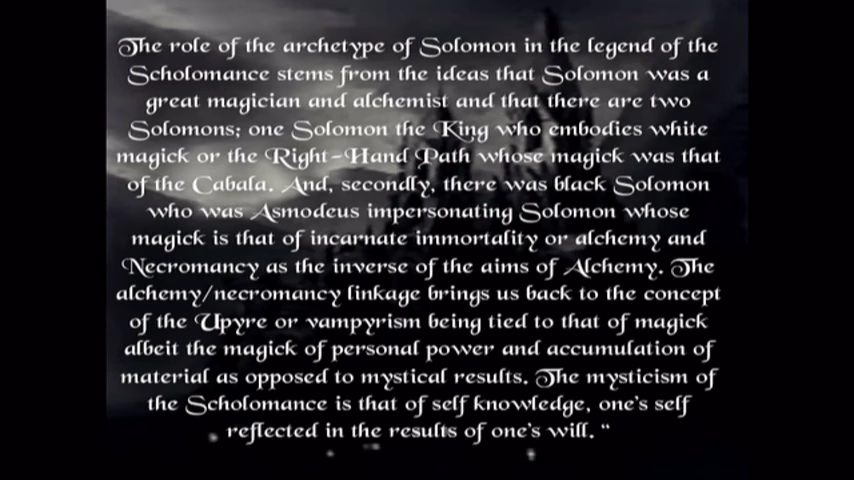 The role of the archetype of Solomon in the legend of the
Scholomance stems from the ideas that Solomon was a
great magician and alchemist and that there are two
Solomons; one Solomon the King who embodies white
magick or the Right-Hand Path whose magick was that
of the Cabala. And, secondly, there was black Solomon
who was Asmodeus impersonating Solomon whose
magick is that of incarnate immortality or alchemy and
Necromancy as the inverse of the aims of Alchemy. The
alchemy/necromancy linkage brings us back to the concept
of the Upyre or vampyrism being tied to that of magick
albeit the magick of personal power and accumulation of
material as opposed to mystical results. The mysticism of
the Scholomance is that of self knowledge, one's self
reflected in the results of one's will. "